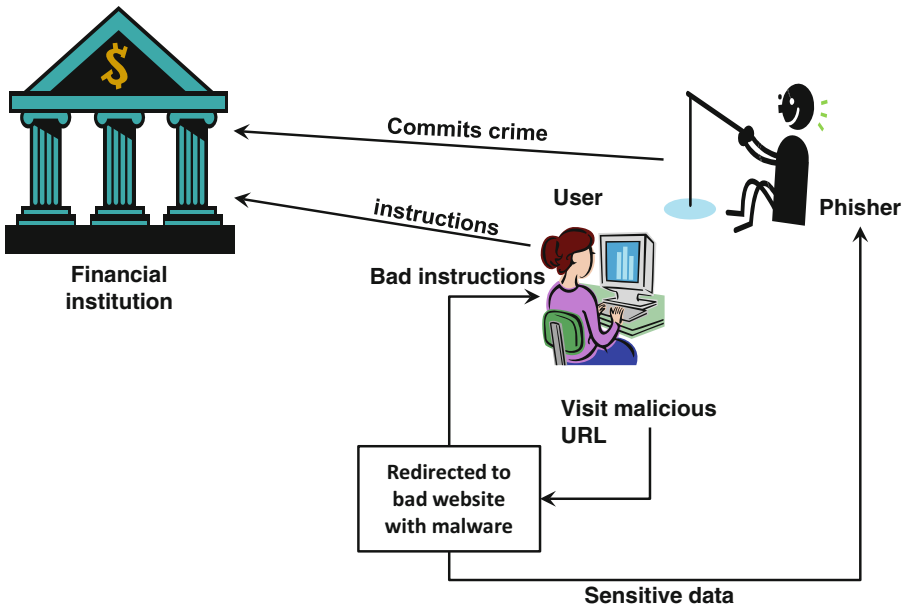 $
Commits crime
User
instructions
Phisher
Financial
institution
Bad instructions
Visit malicious
URL
Redirected to
bad website
with malware
Sensitive data